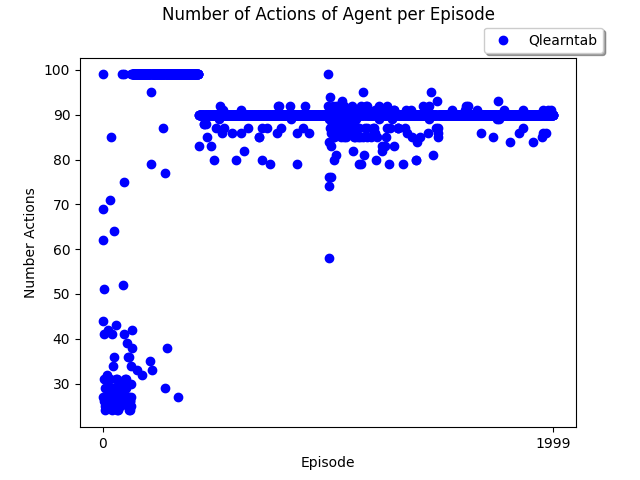 Number of Actions of Agent per Episode
Qlearntab
100
90
80
70
60
50
40
30
Number Actions
0
1999
Episode